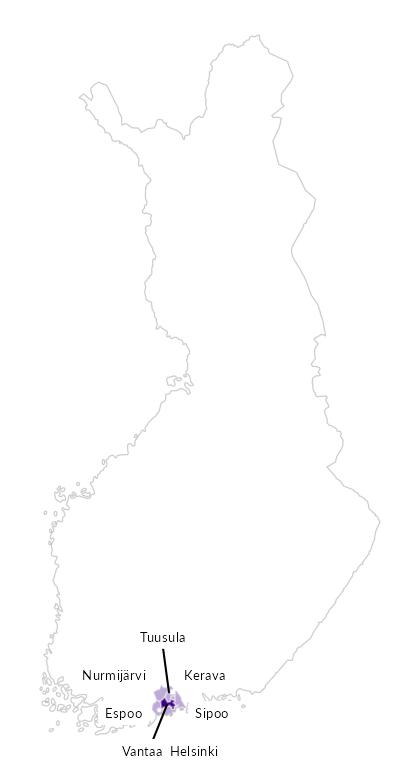 Tuusula
Nurmijärvi Kerava
Espoo Sipoo
Vantaa Helsinki